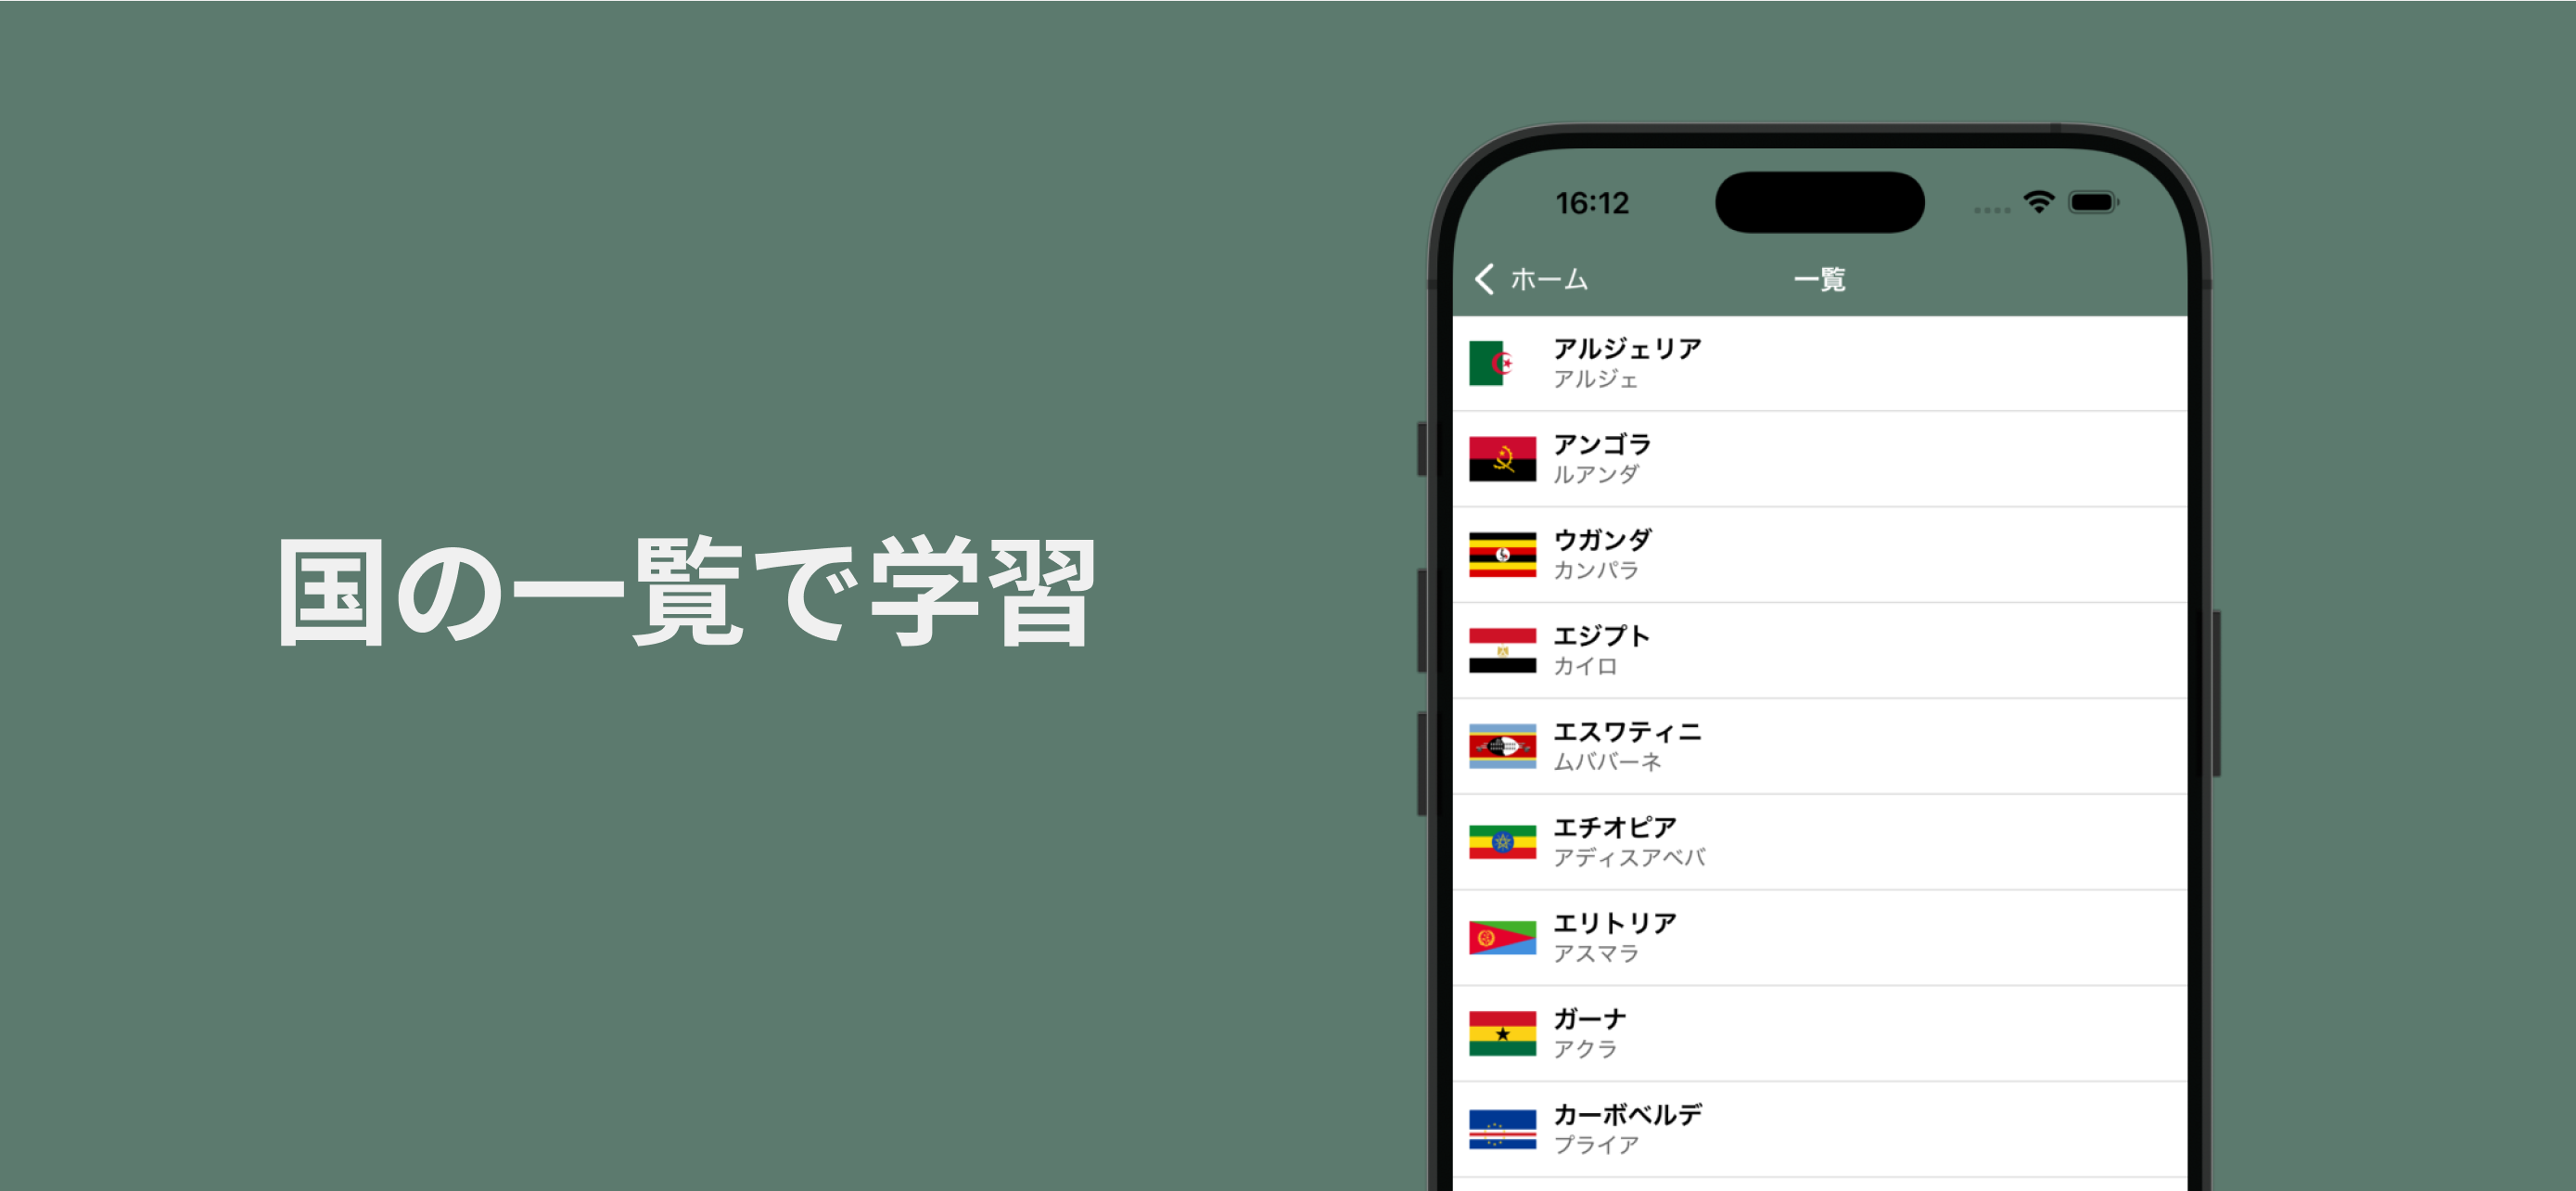 国の一覧で学習
16:12
ホーム
一覧
アルジェリア
アルジェ
アンゴラ
ルアンダ
ウガンダ
カンパラ
エジプト
カイロ
エスワティニ
ムババーネ
エチオピア
アディスアベバ
エリトリア
アスマラ
ガーナ
アクラ
カーボベルデ
プライア